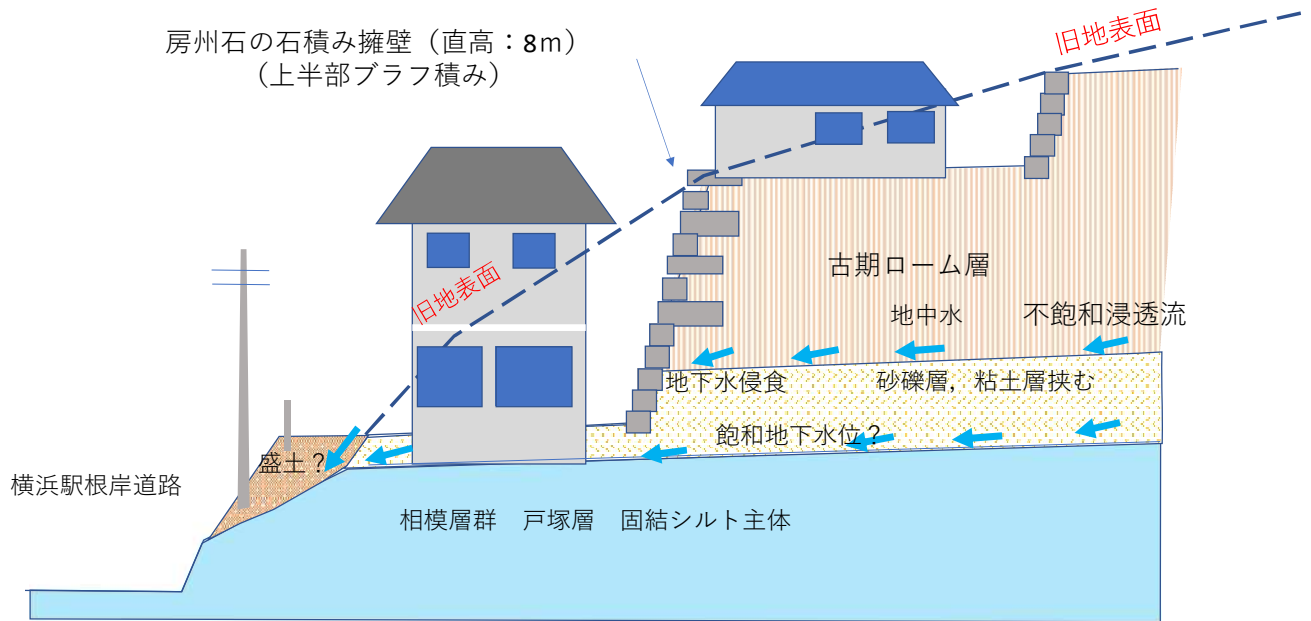 房州石の石積み擁壁（直高：8ｍ）
（上半部ブラフ積み）
旧地表面
旧地表面
古期ローム層
地中水
不飽和浸透流
地下水侵食
砂礫層，粘土層挟む
飽和地下水位？
盛土？
横浜駅根岸道路
相模層群　戸塚層　固結シルト主体